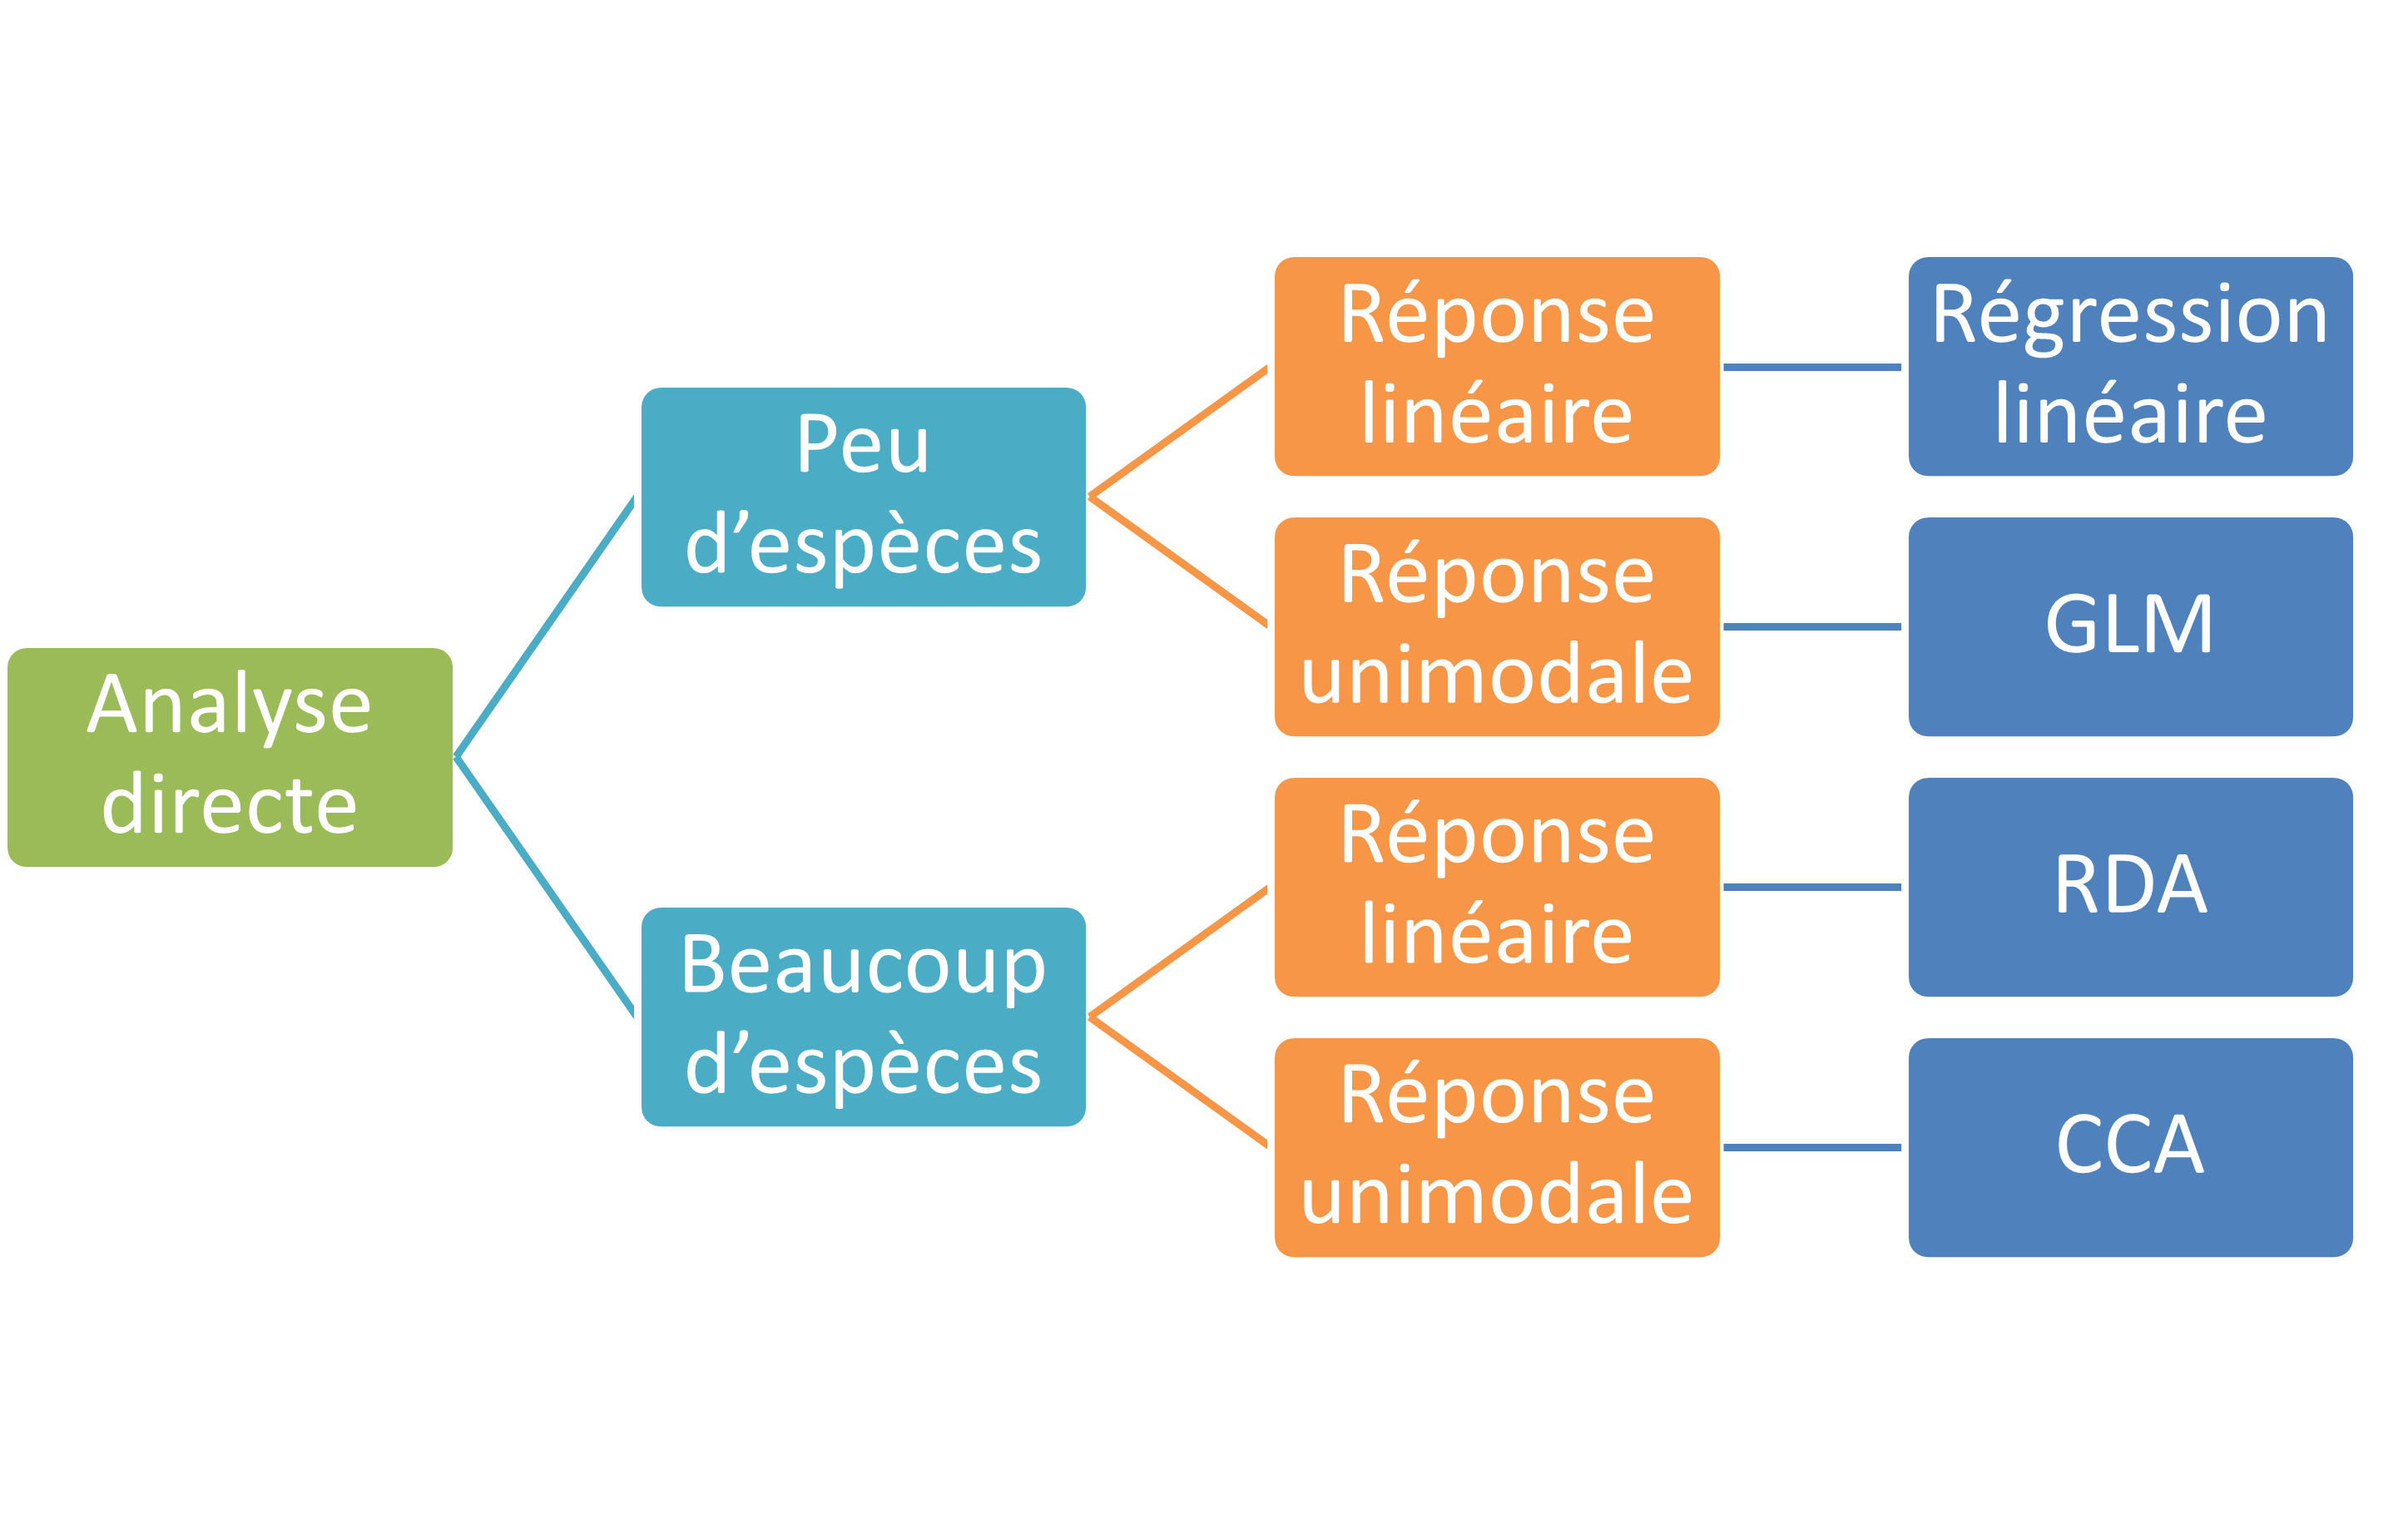 Analyse
directe
Peu
d’espèces
Beaucoup
d’espèces
Réponse
linéaire
Réponse
unimodale
Réponse
linéaire
Réponse
unimodale
Régression
linéaire
GLM
RDA
CCA